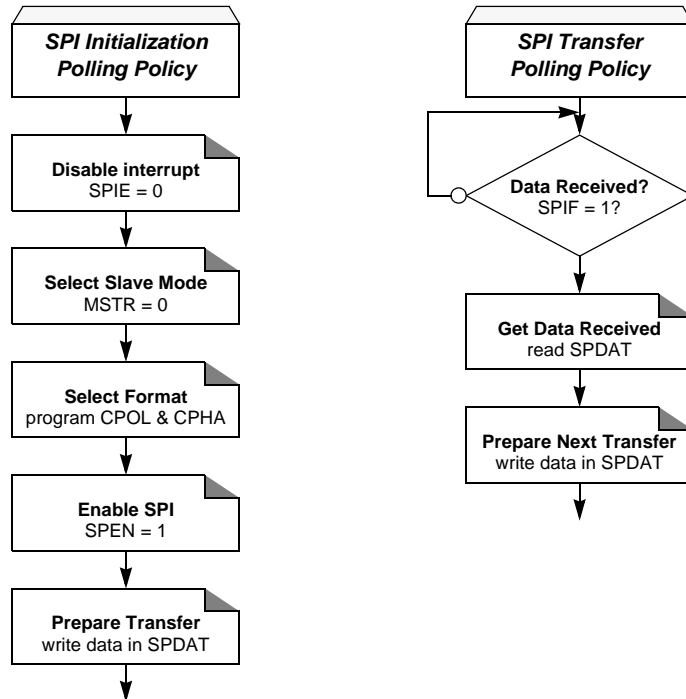 SPI Initialization
Polling Policy
Disable interrupt
SPIE = 0
Select Slave Mode
MSTR = 0
Select Format
program CPOL & CPHA
Enable SPI
SPEN = 1
Prepare Transfer
write data in SPDAT
SPI Transfer
Polling Policy
Data Received?
SPIF = 1?
Get Data Received
read SPDAT
Prepare Next Transfer
write data in SPDAT